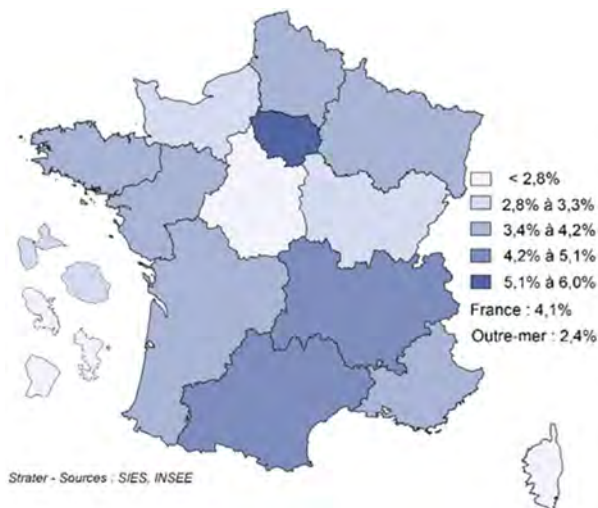 < 2,8%
2,8% à 3,3%
3,4% à 4,2%
4,2% à 5,1%
5,1% à 6,0%
France : 4,1%
Outre-mer : 2,4%
Strater - Sources : SIES, INSEE